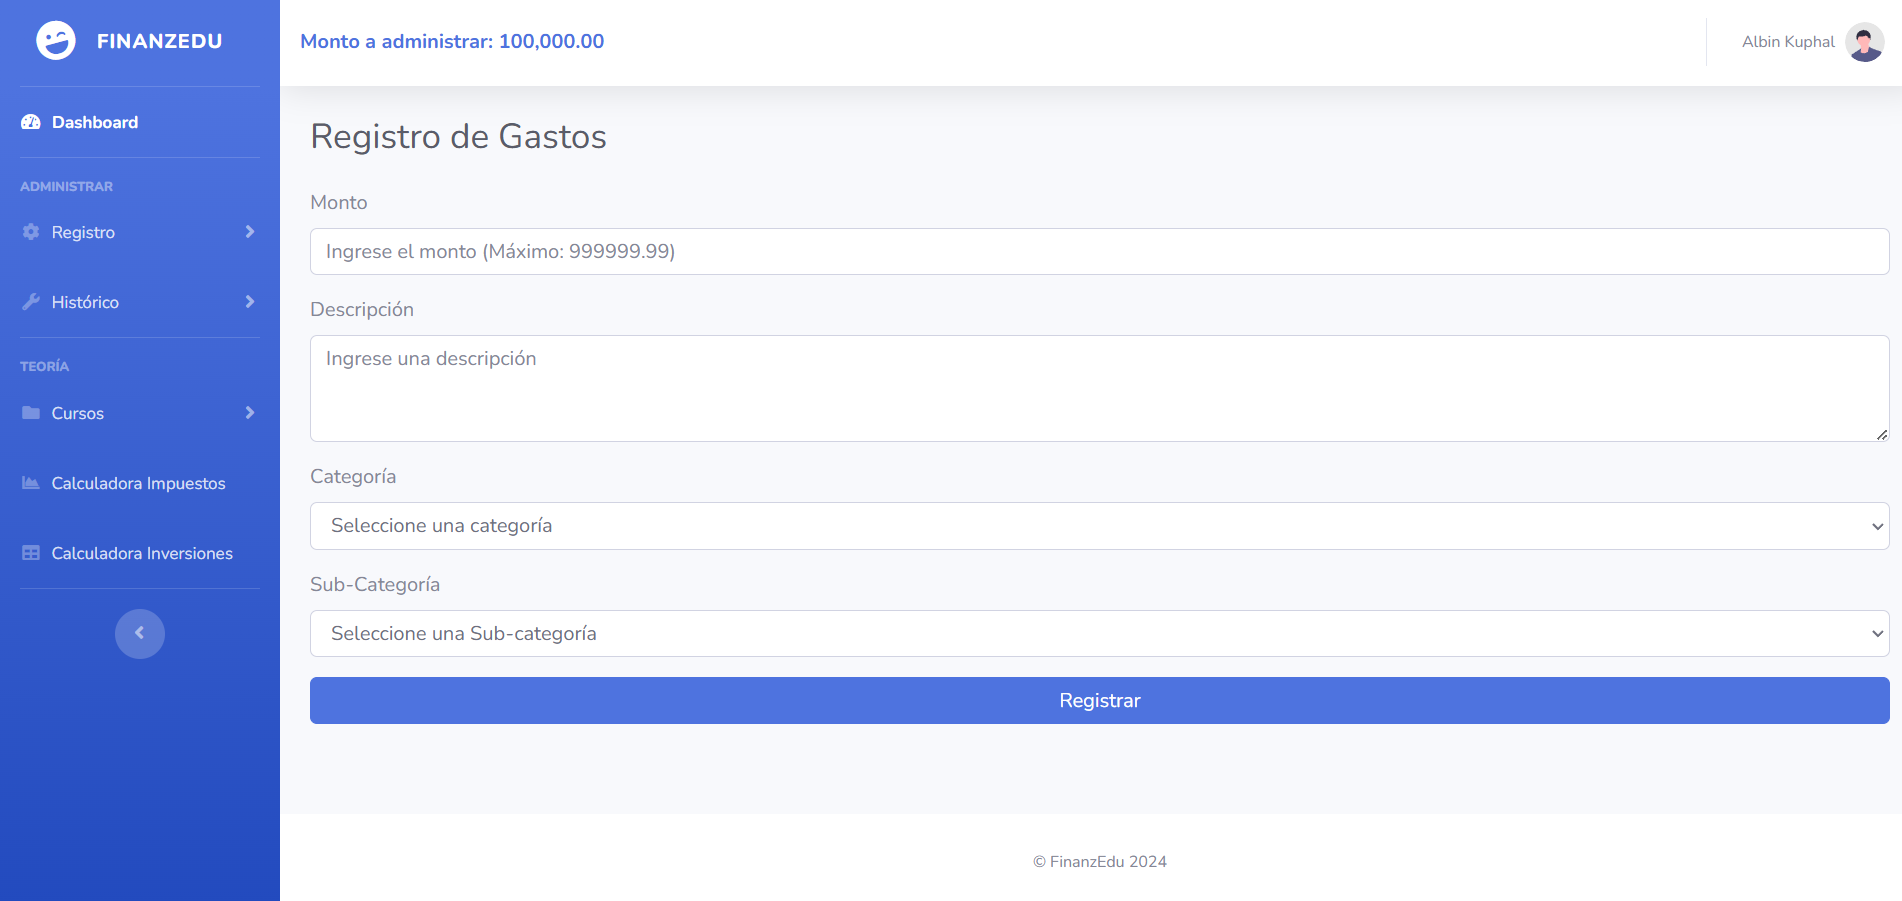 FINANZEDU
Dashboard
ADMINISTRAR
Registro
Histórico
TEORÍA
Cursos
Calculadora Impuestos
Calculadora Inversiones
Monto a administrar: 100,000.00
Albin Kuphal
Registro de Gastos
Monto
Ingrese el monto (Máximo: 999999.99)
Descripción
Ingrese una descripción
Categoría
Seleccione una categoría
Sub-Categoría
Seleccione una Sub-categoría
Registrar
© FinanzEdu 2024